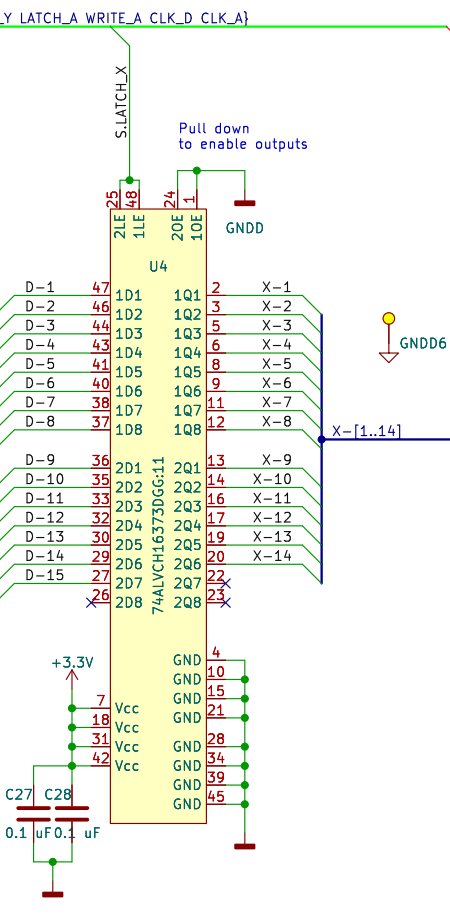 _Y LATCH_A WRITE_A CLK_D CLK_A}
S.LATCH_X
Pull down
to enable outputs
25 48 24 1
2LE 1LE 2OE 1OE
GNDD
U4
D-1 47 1D1 1Q1 2 X-1
D-2 46 1D2 1Q2 3 X-2
D-3 44 1D3 1Q3 5 X-3
D-4 43 1D4 1Q4 6 X-4
GNDD6
D-5 41 1D5 1Q5 8 X-5
D-6 40 1D6 1Q6 9 X-6
D-7 38 1D7 1Q7 11 X-7
D-8 37 1D8 1Q8 12 X-8
X-[1..14]
D-9 36 2D1 2Q1 13 X-9
D-10 35 2D2 2Q2 14 X-10
D-11 33 2D3 2Q3 16 X-11
D-12 32 2D4 2Q4 17 X-12
D-13 30 2D5 2Q5 19 X-13
D-14 29 2D6 2Q6 20 X-14
D-15 27 2D7 2Q7 22
26 2D8 2Q8 23
74ALVCH16373DGG:11
+3.3V
GND 4
GND 10
GND 15
7 Vcc
GND 21
18 Vcc
31 Vcc
GND 28
42 Vcc
GND 34
GND 39
C27 C28
GND 45
0.1 uF 0.1 uF